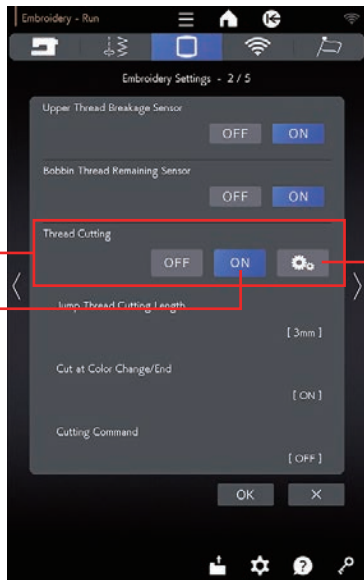 Embroidery - Run
Embroidery Settings - 2 / 5
Upper Thread Breakage Sensor
OFF ON
Bobbin Thread Remaining Sensor
OFF ON
Thread Cutting
OFF ON
Jump Thread Cutting Length
[ 3mm ]
Cut at Color Change/End
[ ON ]
Cutting Command
[ OFF ]
OK